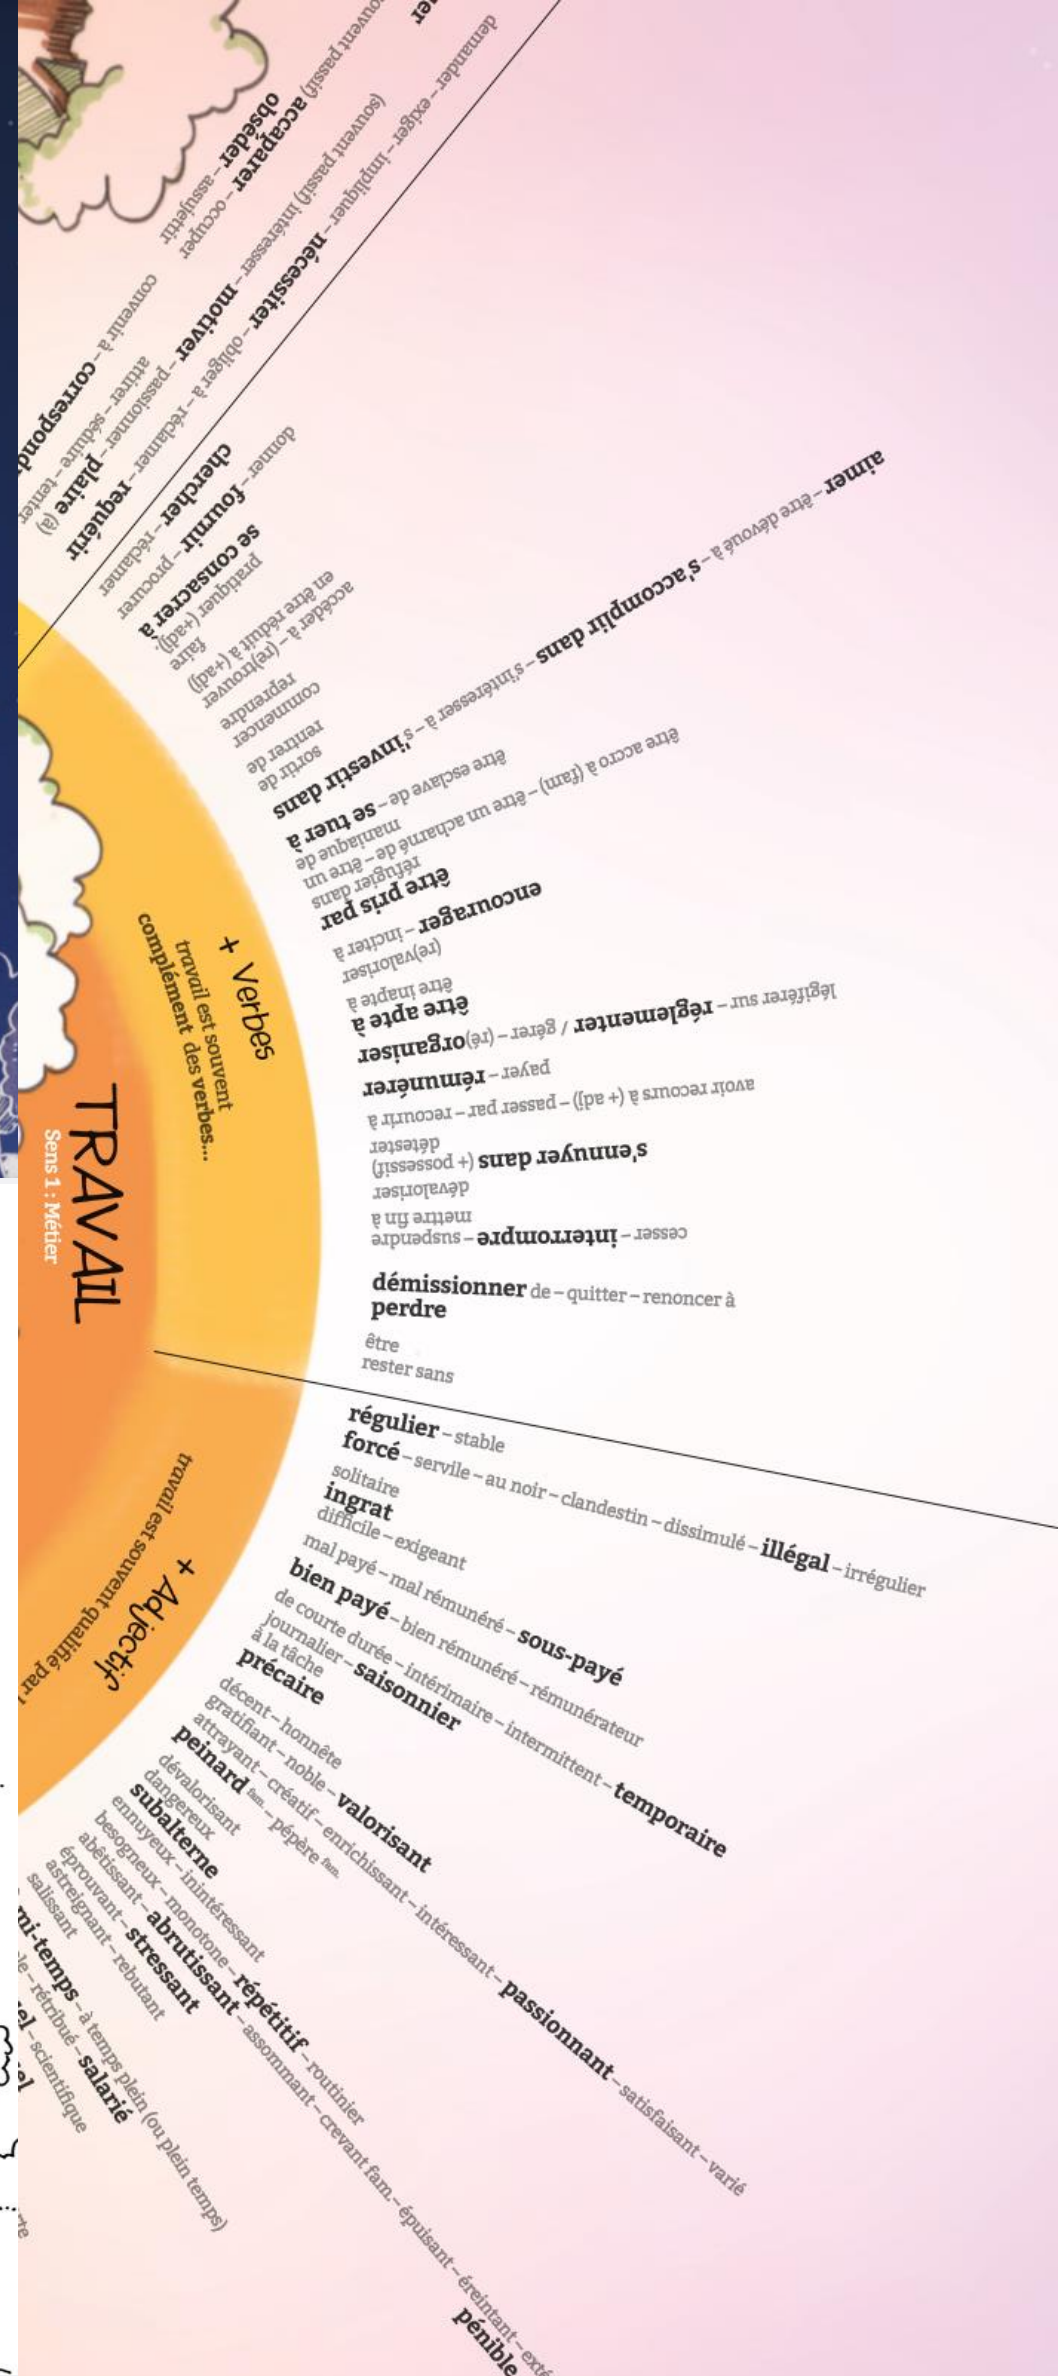 TRAVAIL
Sens 1 : Métier
+ Verbes
travail est souvent
complément des verbes...
obséder – assujettir
accaparer – occuper
(souvent passif)
convenir à –
attirer – séduire – tenter
(souvent passif) intéresser – motiver – passionner – plaire (à)
demander – exiger – impliquer – nécessiter – obliger à – réclamer – requérir
chercher – réclamer
donner – fournir – procurer
se consacrer à
pratiquer (+adj)
faire
en être réduit à (+adj)
accéder à – (re)trouver
reprendre
commencer
rentrer de
sortir de
aimer – être dévoué à – s'accomplir dans – s'intéresser à – s'investir dans
être esclave de – se tuer à
être accro à (fam) – être un acharné de – être un
maniaque de
réfugier dans
être pris par
encourager – inciter à
(re)valoriser
être inapte à
être apte à
légiférer sur – réglementer / gérer – (ré)organiser
payer – rémunérer
avoir recours à (+ adj) – passer par – recourir à
détester
s'ennuyer dans (+ possessif)
dévaloriser
mettre fin à
cesser – interrompre – suspendre
démissionner de – quitter – renoncer à
perdre
être
rester sans
+ Adjectif
travail est souvent qualifié par
régulier – stable
forcé – servile – au noir – clandestin – dissimulé – illégal – irrégulier
solitaire
ingrat
difficile – exigeant
mal payé – mal rémunéré – sous-payé
bien payé – bien rémunéré – rémunérateur
de courte durée – intérimaire – intermittent – temporaire
journalier – saisonnier
à la tâche
précaire
décent – honnête
gratifiant – noble – valorisant
attrayant – créatif – enrichissant – intéressant – passionnant – satisfaisant – varié
peinard fam. – pépère fam.
dévalorisant
dangereux
subalterne
ennuyeux – inintéressant
besogneux – monotone – répétitif – routinier
abêtissant – abrutissant – assommant – crevant fam. – épuisant – éreintant – exté
pénible
éprouvant – stressant
astreignant – rebutant
salissant
mi-temps – à temps plein (ou plein temps)
rétribué – salarié
scientifique